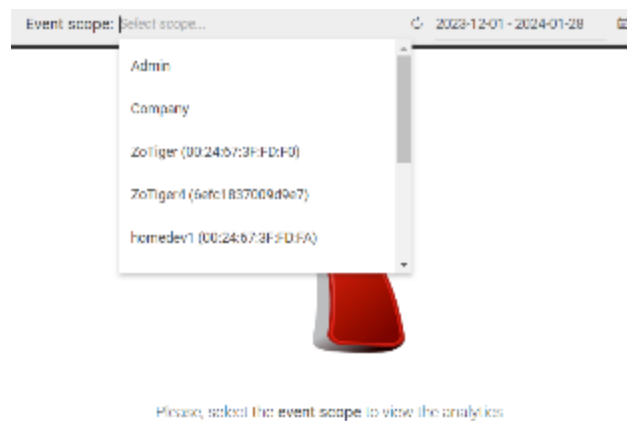 Event scope: Select scope... 2023-12-01 - 2024-01-28
Admin
Company
ZoTiger (00:24:67:3F:FD:F0)
ZoTiger4 (6efc1837009d9e7)
homedev1 (00:24:67:3F:FD:FA)
Please, select the event scope to view the analytics